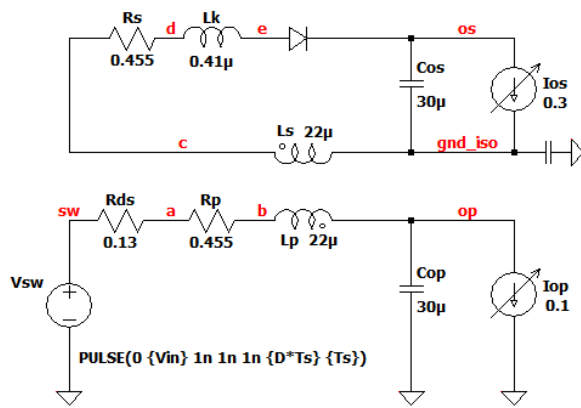 Rs
d
Lk
e
os
0.455
0.41µ
Cos
30µ
Ios
0.3
Ls 22µ
c
gnd_iso
sw
Rds
a
Rp
b
op
0.13
0.455
Lp 22µ
Vsw
Cop
30µ
Iop
0.1
PULSE(0 {Vin} 1n 1n 1n {D*Ts} {Ts})